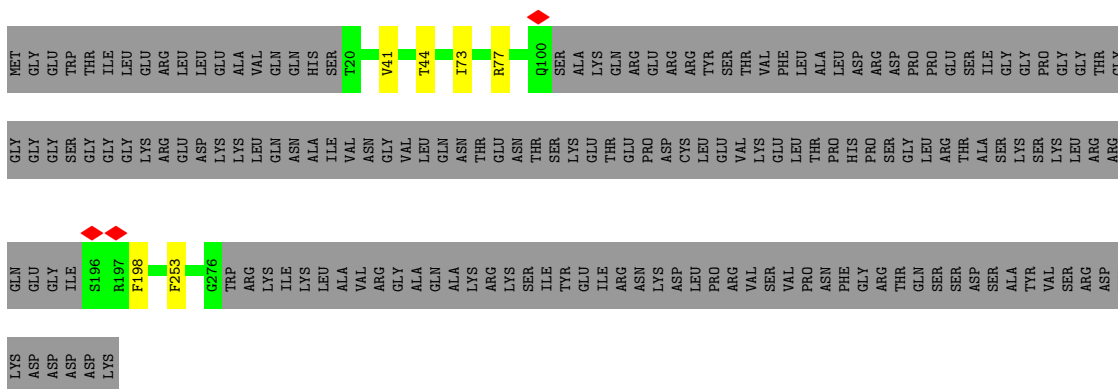 MET GLY GLU TRP THR ILE LEU GLU ARG LEU LEU GLU ALA VAL GLN GLN HIS SER T20 V41 T44 I73 R77 Q100 SER ALA LYS GLN ARG GLU ARG ARG TYR SER THR VAL PHE LEU ALA LEU ASP ARG ASP PRO PRO GLU SER ILE GLY GLY PRO GLY GLY THR GLY
GLY GLY GLY SER GLY GLY GLY GLY LYS ARG GLU ASP LYS LYS LEU GLN ASN ALA ILE VAL ASN GLY VAL LEU GLN ASN THR GLU ASN THR SER LYS GLU THR GLU PRO ASP CYS LEU GLU VAL LYS GLU LEU THR PRO HIS PRO SER GLY LEU ARG THR ALA SER LYS SER LYS LEU ARG ARG
GLN GLU GLY ILE S196 R197 F198 F253 G276 TRP ARG LYS ILE LYS LEU ALA VAL ARG GLY ALA GLN ALA LYS ARG LYS SER ILE TYR GLU ILE ARG ASN LYS ASP LEU PRO ARG VAL SER VAL PRO ASN PHE GLY ARG THR GLN SER SER ASP SER ALA TYR VAL SER ARG ASP
LYS ASP ASP ASP ASP LYS